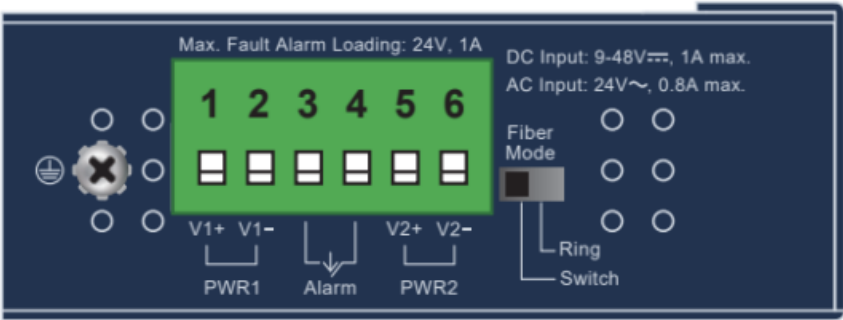 Max. Fault Alarm Loading: 24V, 1A
DC Input: 9-48V⎓, 1A max.
AC Input: 24V～, 0.8A max.
1 2 3 4 5 6
Fiber
Mode
V1+ V1− V2+ V2−
Ring
Switch
PWR1 Alarm PWR2